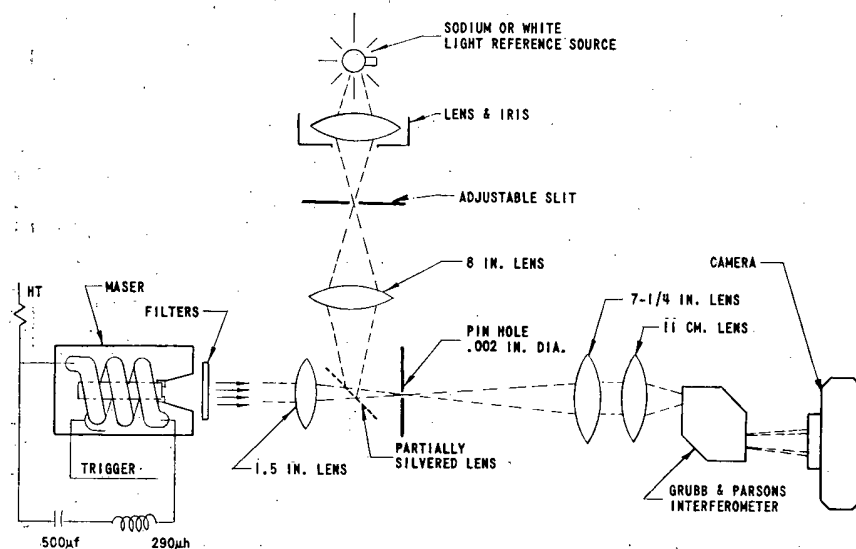 SODIUM OR WHITE
LIGHT REFERENCE SOURCE
LENS & IRIS
ADJUSTABLE SLIT
8 IN. LENS
CAMERA
7-1/4 IN. LENS
11 CM. LENS
HT
MASER
FILTERS
PIN HOLE
.002 IN. DIA.
TRIGGER
1.5 IN. LENS
PARTIALLY
SILVERED LENS
GRUBB & PARSONS
INTERFEROMETER
500µf
290µh